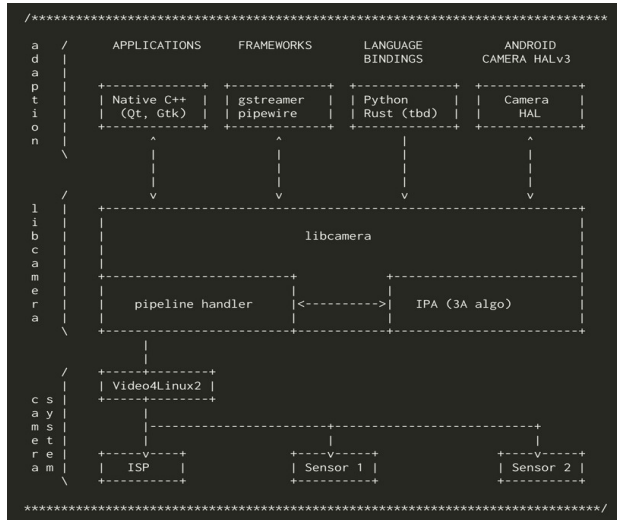 /*****************************************************************************
adaption
APPLICATIONS FRAMEWORKS LANGUAGE BINDINGS ANDROID CAMERA HALv3
Native C++ (Qt, Gtk)
gstreamer pipewire
Python Rust (tbd)
Camera HAL
libcamera
libcamera
pipeline handler <----------> IPA (3A algo)
camera system
Video4Linux2
ISP Sensor 1 Sensor 2
*****************************************************************************/